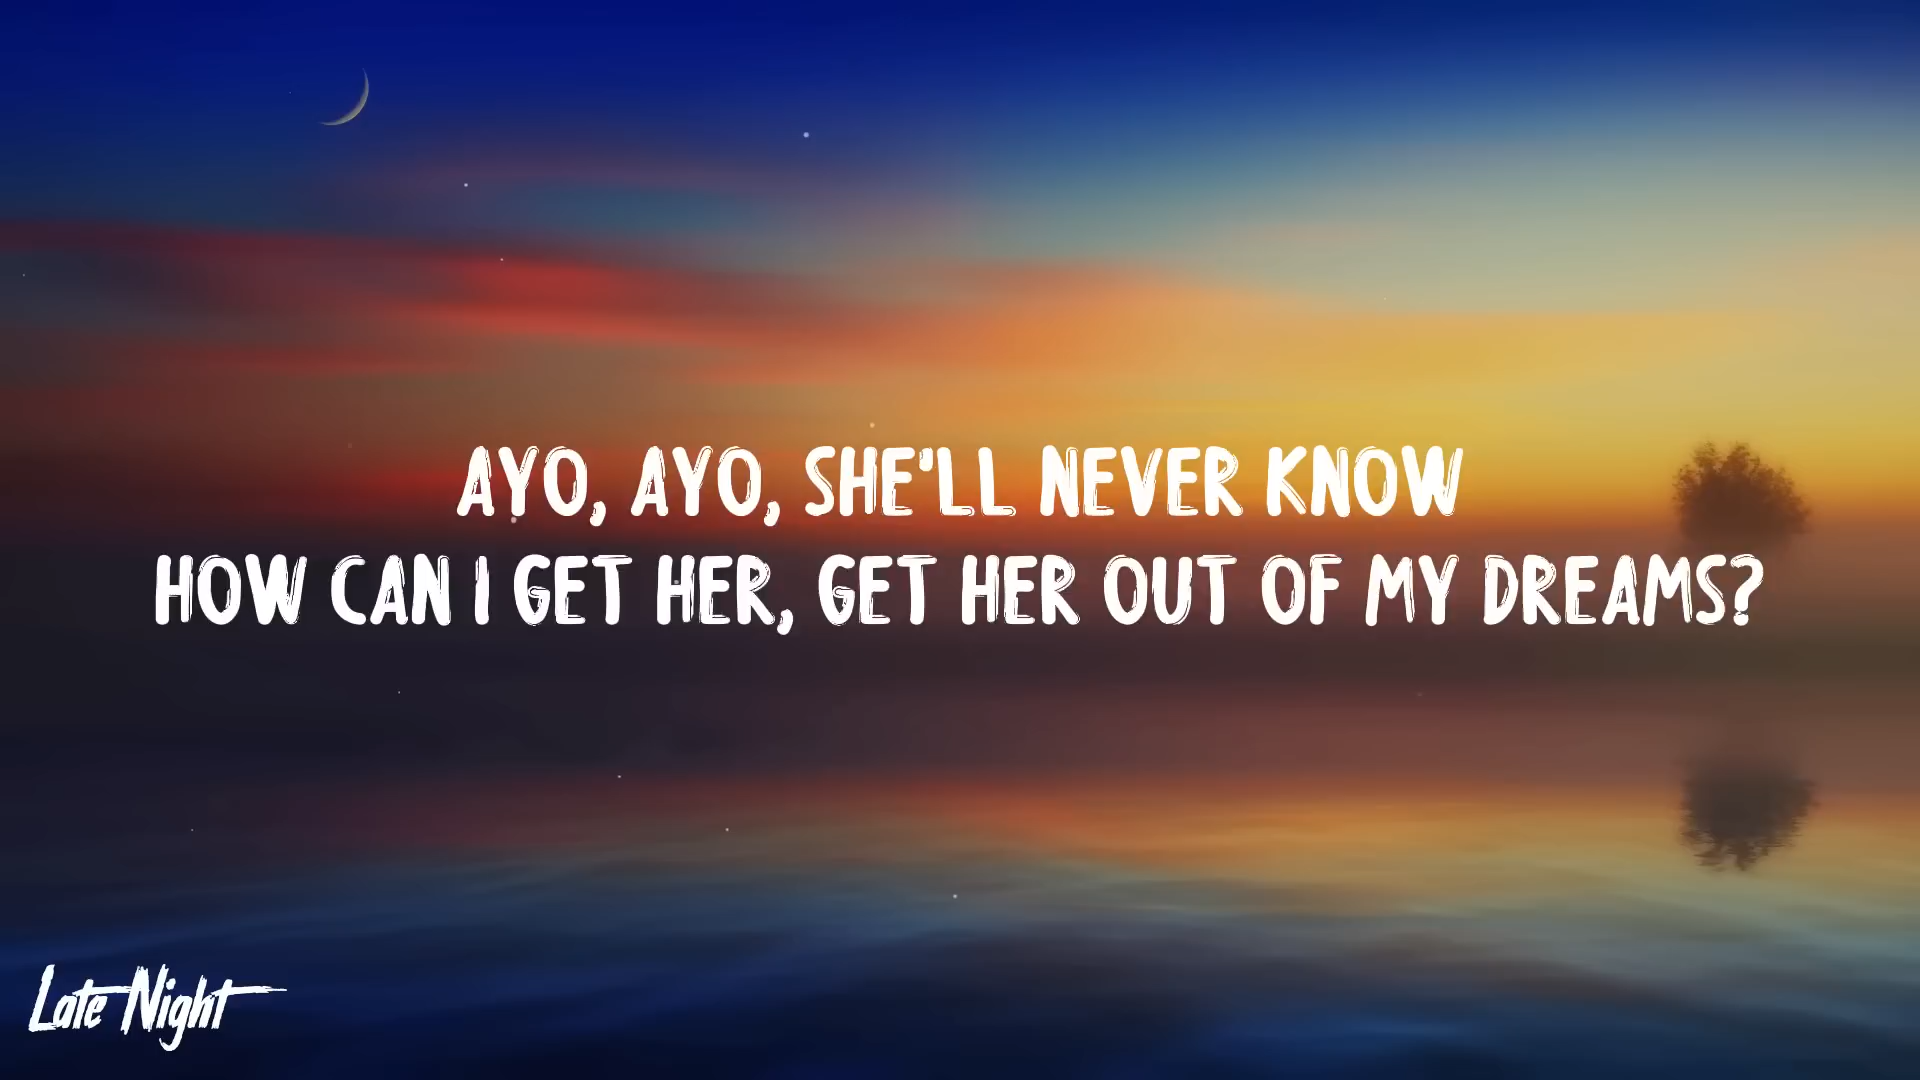 AYO, AYO, SHE'LL NEVER KNOW
HOW CAN I GET HER, GET HER OUT OF MY DREAMS?
Late Night